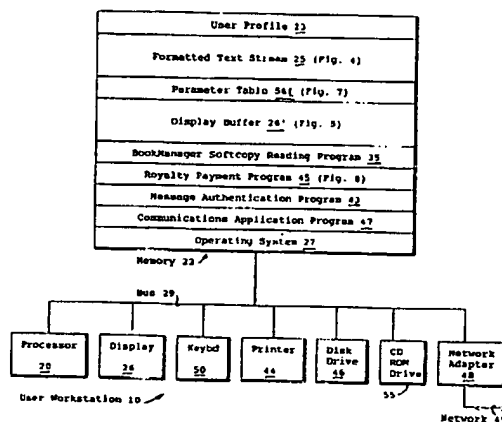 User Profile 23
Formatted Text Stream 25 (Fig. 4)
Parameter Table 56f (Fig. 7)
Display Buffer 26' (Fig. 5)
BookManager Softcopy Reading Program 35
Royalty Payment Program 45 (Fig. 8)
Message Authentication Program 43
Communications Application Program 47
Operating System 27
Memory 22
Bus 29
Processor 20
Display 26
Keybd 50
Printer 44
Disk Drive 46
CD ROM Drive
55
Network Adapter 48
User Workstation 10
Network